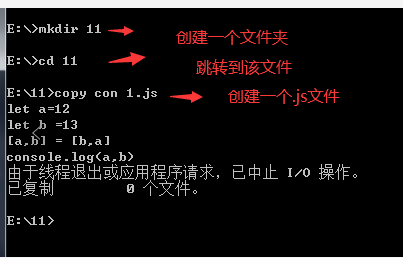 E:\>mkdir 11
创建一个文件夹
E:\>cd 11
跳转到该文件
E:\11>copy con 1.js
创建一个.js文件
let a=12
let b =13
[a,b] = [b,a]
console.log(a,b)
由于线程退出或应用程序请求，已中止 I/O 操作。
已复制         0 个文件。
E:\11>